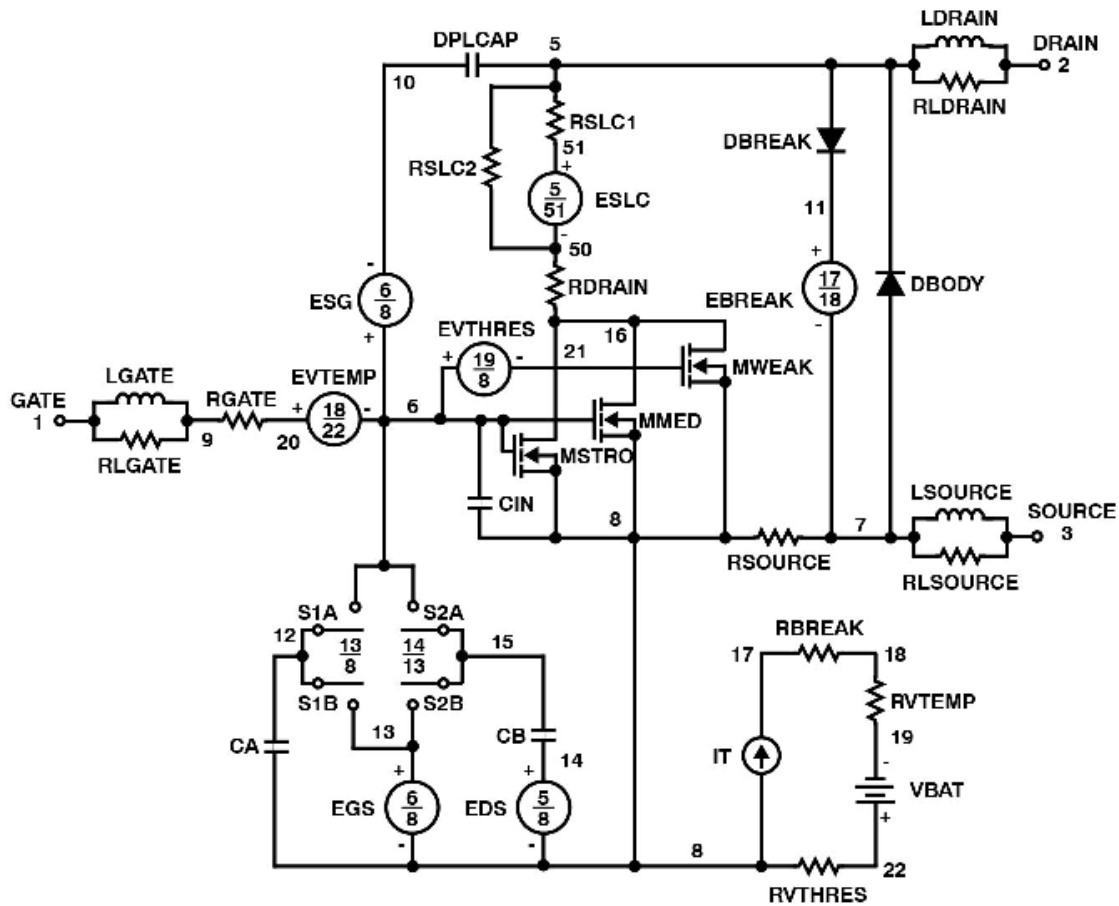 LDRAIN
DPLCAP 5 DRAIN
10 2
RLDRAIN
RSLC1
51
DBREAK
RSLC2
+
5
51
ESLC
11
-
50
-
+
17
18
6
8
ESG
RDRAIN
EBREAK
DBODY
+
EVTHRES
16
-
+ 19
8 -
21
MWEAK
LGATE
EVTEMP
GATE
1
RGATE
+ 18
22 -
6
MMED
9
20
RLGATE
MSTRO
CIN
LSOURCE
8
7
SOURCE
3
RSOURCE
RLSOURCE
S1A S2A
12
13
8
14
13
15
RBREAK
17 18
S1B S2B
RVTEMP
13
CB
19
CA
14
IT
-
VBAT
+ +
EGS
6
8
EDS
5
8
+
- -
8
22
RVTHRES